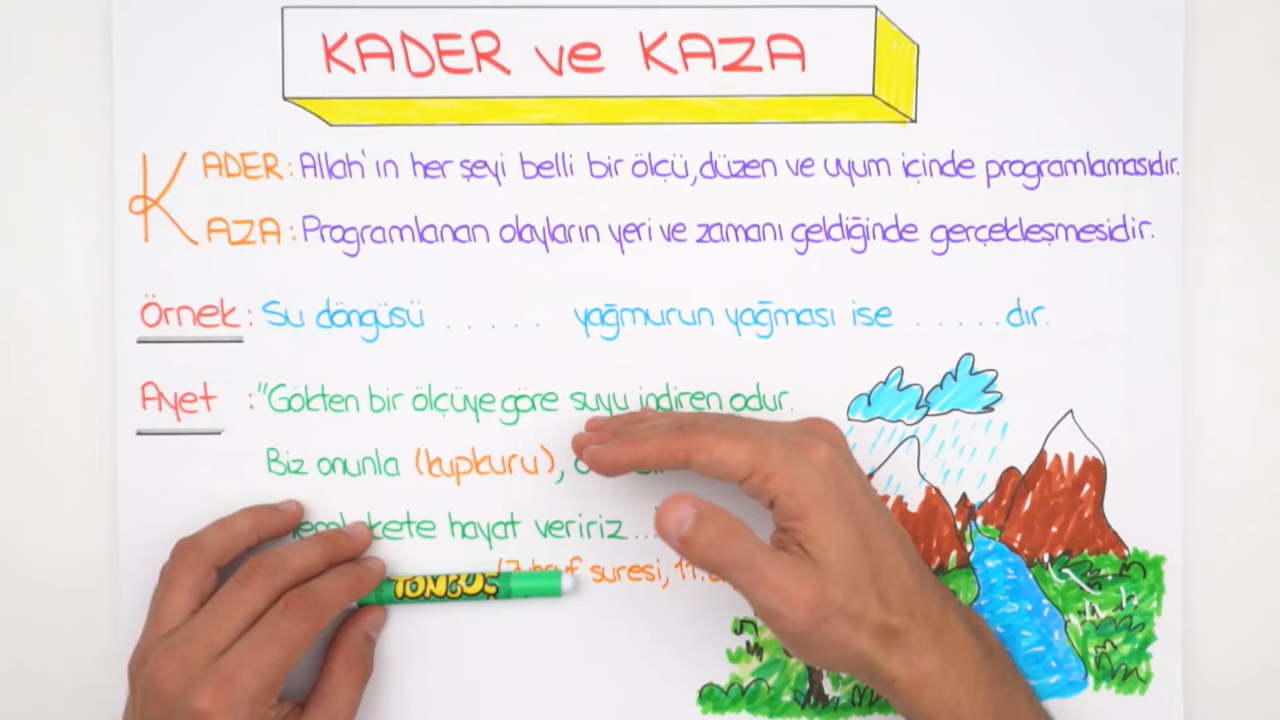 KADER ve KAZA
KADER: Allah'ın her şeyi belli bir ölçü, düzen ve uyum içinde programlamasıdır.
KAZA: Programlanan olayların yeri ve zamanı geldiğinde gerçekleşmesidir.
Örnek: Su döngüsü ..... yağmurun yağması ise .....dır.
Ayet: "Gökten bir ölçüye göre suyu indiren odur.
Biz onunla (kupkuru),
hayat veririz...
suresi, 11.
TONGUÇ